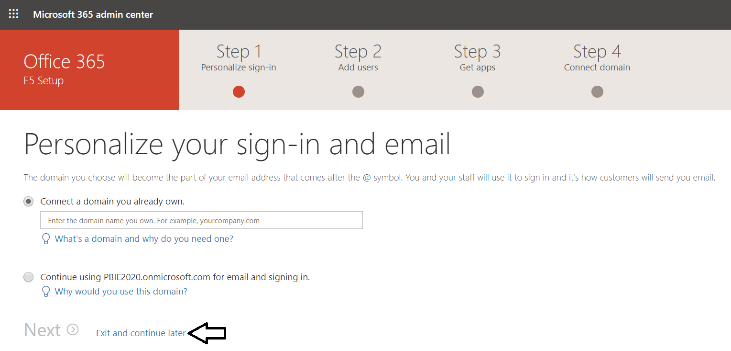 Microsoft 365 admin center
Office 365
E5 Setup
Step 1
Personalize sign-in
Step 2
Add users
Step 3
Get apps
Step 4
Connect domain
Personalize your sign-in and email
The domain you choose will become the part of your email address that comes after the @ symbol. You and your staff will use it to sign in and it's how customers will send you email.
Connect a domain you already own.
Enter the domain name you own. For example, yourcompany.com
What's a domain and why do you need one?
Continue using PBIE2020.onmicrosoft.com for email and signing in.
Why would you use this domain?
Next
Exit and continue later